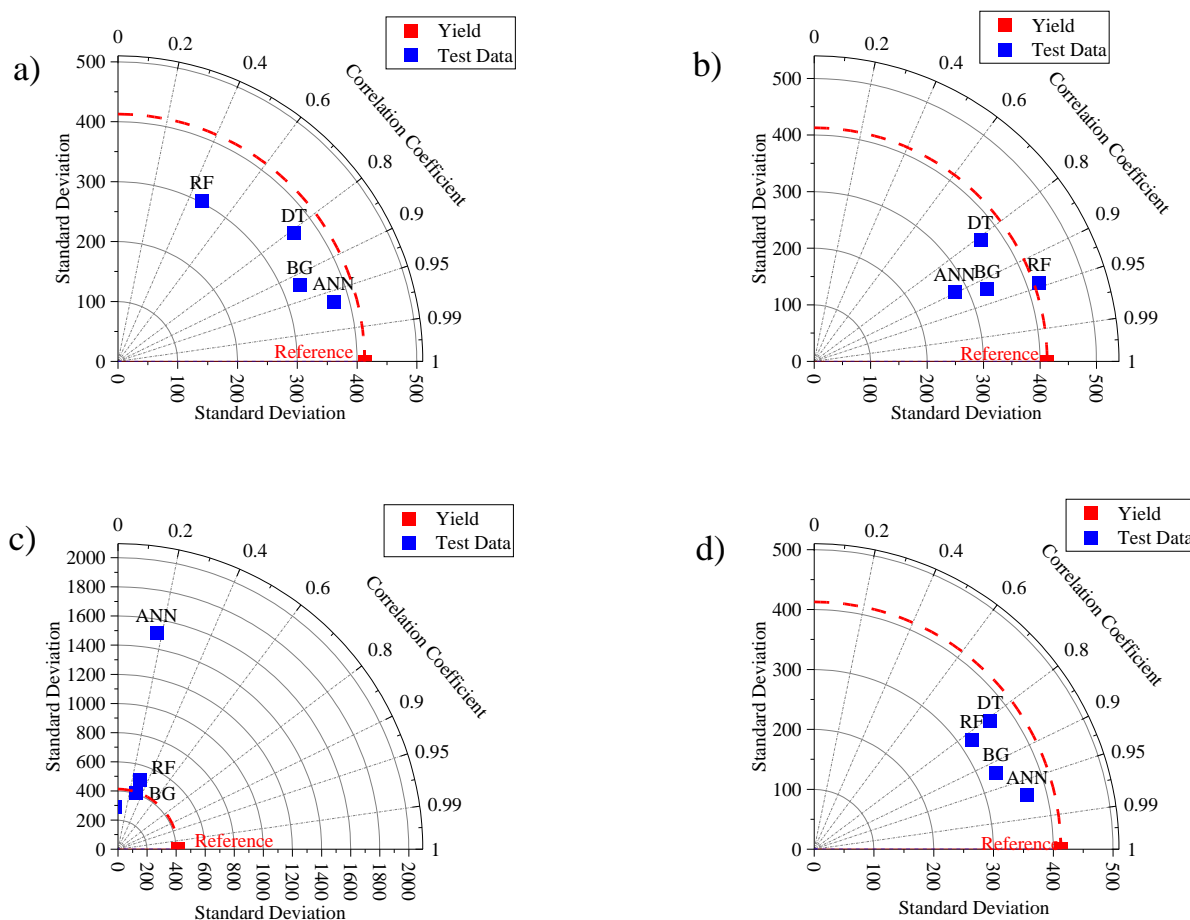 a)
Yield
Test Data
0
0.2
0.4
0.6
0.8
0.9
0.95
0.99
1
Correlation Coefficient
500
400
300
200
100
0
Standard Deviation
RF
DT
BG
ANN
Reference
0
100
200
300
400
500
Standard Deviation
b)
Yield
Test Data
0
0.2
0.4
0.6
0.8
0.9
0.95
0.99
1
Correlation Coefficient
500
400
300
200
100
0
Standard Deviation
DT
ANN
BG
RF
Reference
0
100
200
300
400
500
Standard Deviation
c)
Yield
Test Data
0
0.2
0.4
0.6
0.8
0.9
0.95
0.99
1
Correlation Coefficient
2000
1800
1600
1400
1200
1000
800
600
400
200
0
Standard Deviation
ANN
RF
BG
Reference
0
200
400
600
800
1000
1200
1400
1600
1800
2000
Standard Deviation
d)
Yield
Test Data
0
0.2
0.4
0.6
0.8
0.9
0.95
0.99
1
Correlation Coefficient
500
400
300
200
100
0
Standard Deviation
DT
RF
BG
ANN
Reference
0
100
200
300
400
500
Standard Deviation